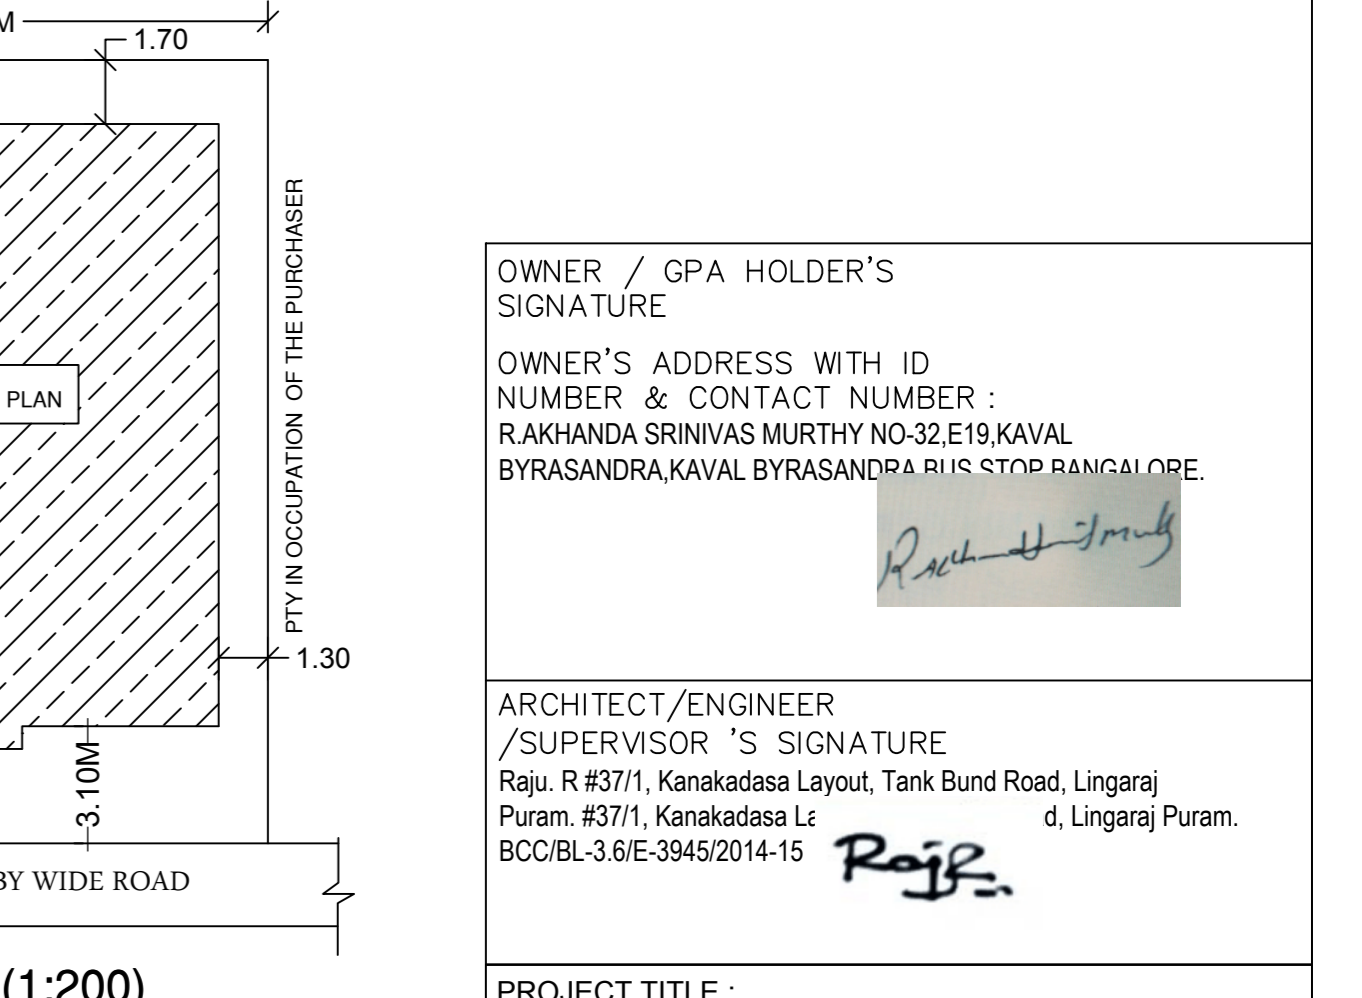 M
1.70
PTY IN OCCUPATION OF THE PURCHASER
PLAN
1.30
3.10M
BY WIDE ROAD
(1:200)
OWNER / GPA HOLDER'S
SIGNATURE
OWNER'S ADDRESS WITH ID
NUMBER & CONTACT NUMBER :
R.AKHANDA SRINIVAS MURTHY NO-32,E19,KAVAL
BYRASANDRA,KAVAL BYRASANDRA BUS STOP BANGALORE.
ARCHITECT/ENGINEER
/SUPERVISOR 'S SIGNATURE
Raju. R #37/1, Kanakadasa Layout, Tank Bund Road, Lingaraj
Puram. #37/1, Kanakadasa La d, Lingaraj Puram.
BCC/BL-3.6/E-3945/2014-15
PROJECT TITLE :